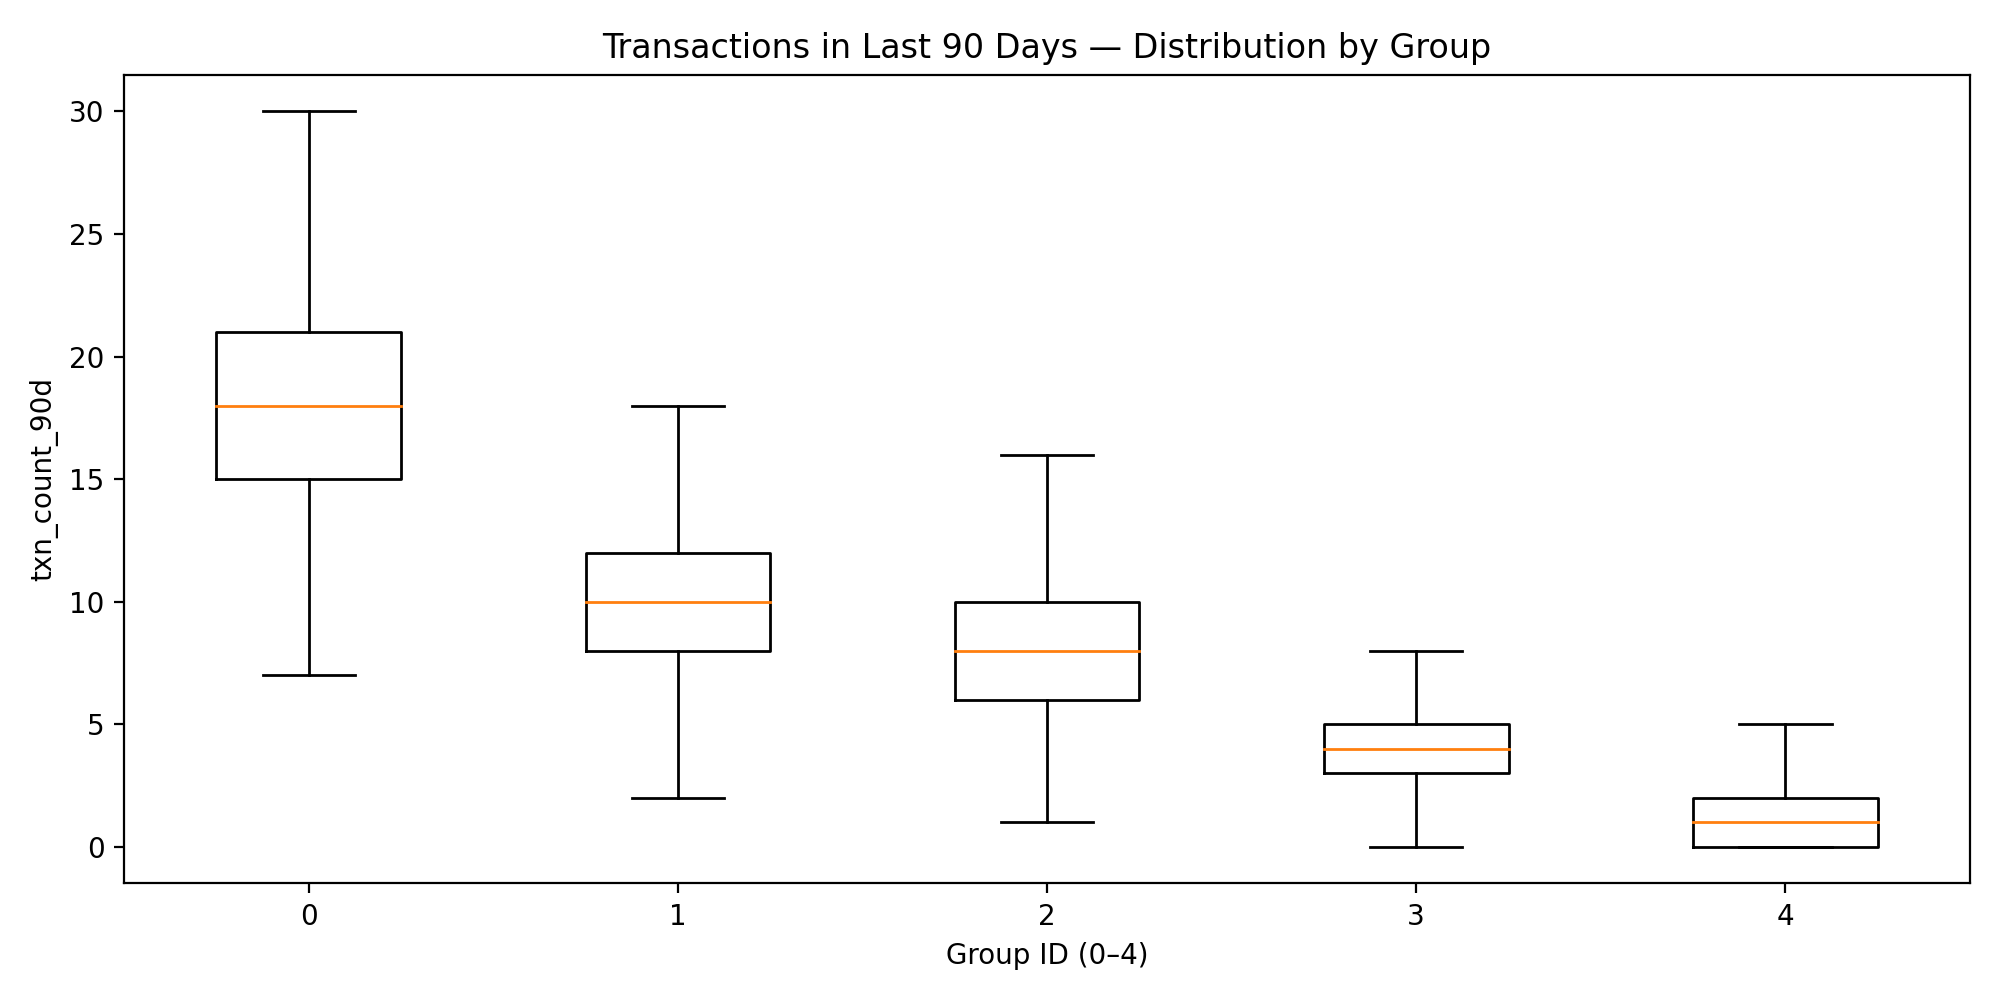 Transactions in Last 90 Days — Distribution by Group
txn_count_90d
30
25
20
15
10
5
0
0 1 2 3 4
Group ID (0–4)